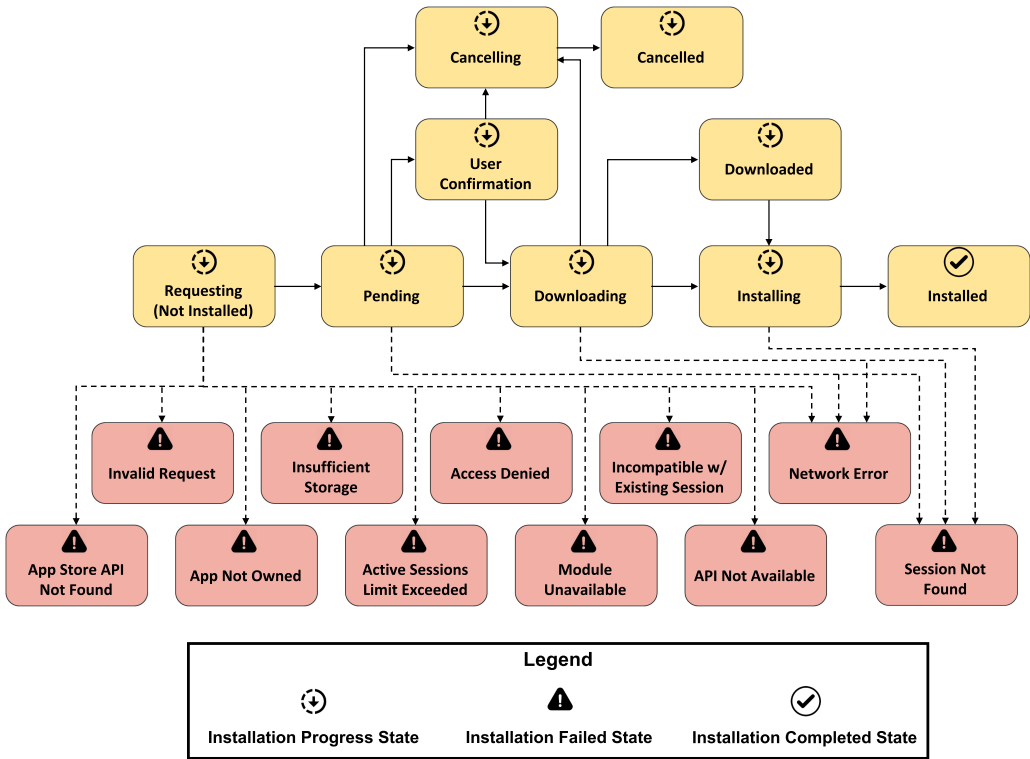 Cancelling
Cancelled
User
Confirmation
Downloaded
Requesting
(Not Installed)
Pending
Downloading
Installing
Installed
Invalid Request
Insufficient
Storage
Access Denied
Incompatible w/
Existing Session
Network Error
App Store API
Not Found
App Not Owned
Active Sessions
Limit Exceeded
Module
Unavailable
API Not Available
Session Not
Found
Legend
Installation Progress State
Installation Failed State
Installation Completed State